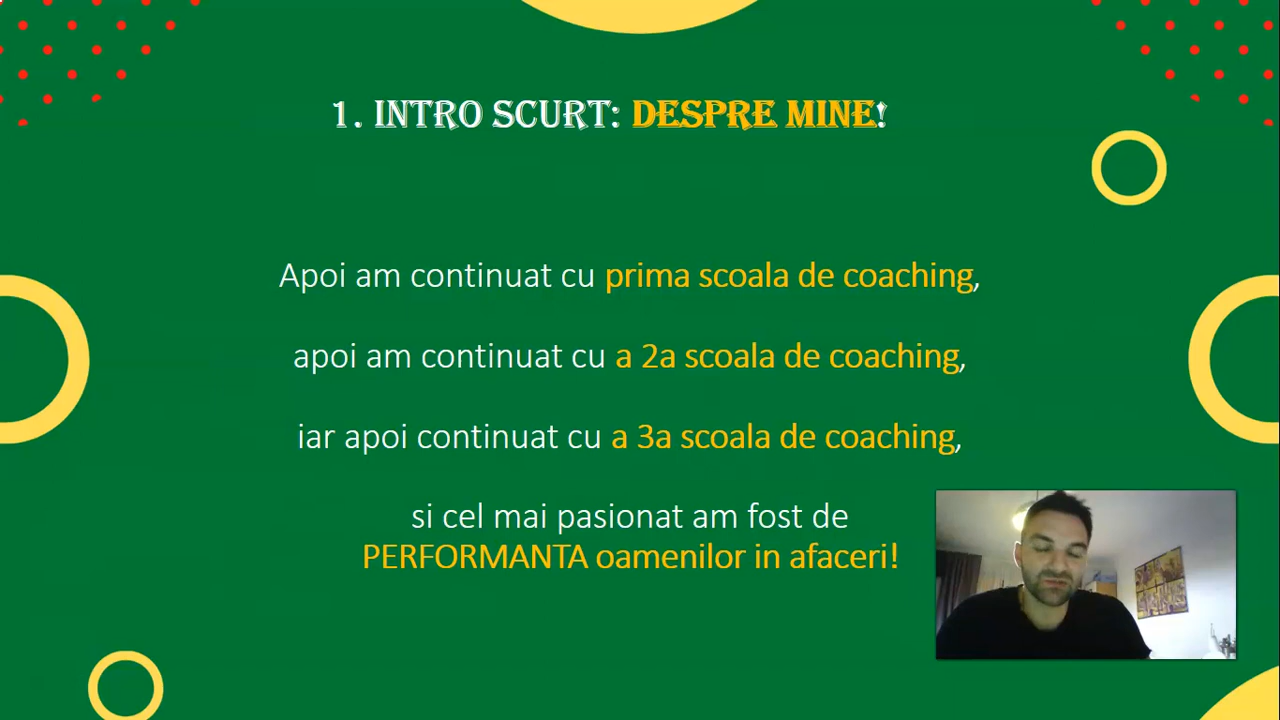 1. INTRO SCURT: DESPRE MINE!
Apoi am continuat cu prima scoala de coaching,
apoi am continuat cu a 2a scoala de coaching,
iar apoi continuat cu a 3a scoala de coaching,
si cel mai pasionat am fost de
PERFORMANTA oamenilor in afaceri!